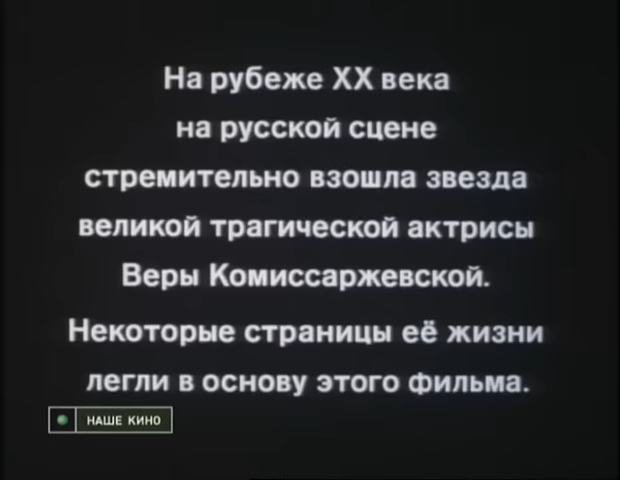 На рубеже XX века
на русской сцене
стремительно взошла звезда
великой трагической актрисы
Веры Комиссаржевской.
Некоторые страницы её жизни
легли в основу этого фильма.
НАШЕ КИНО